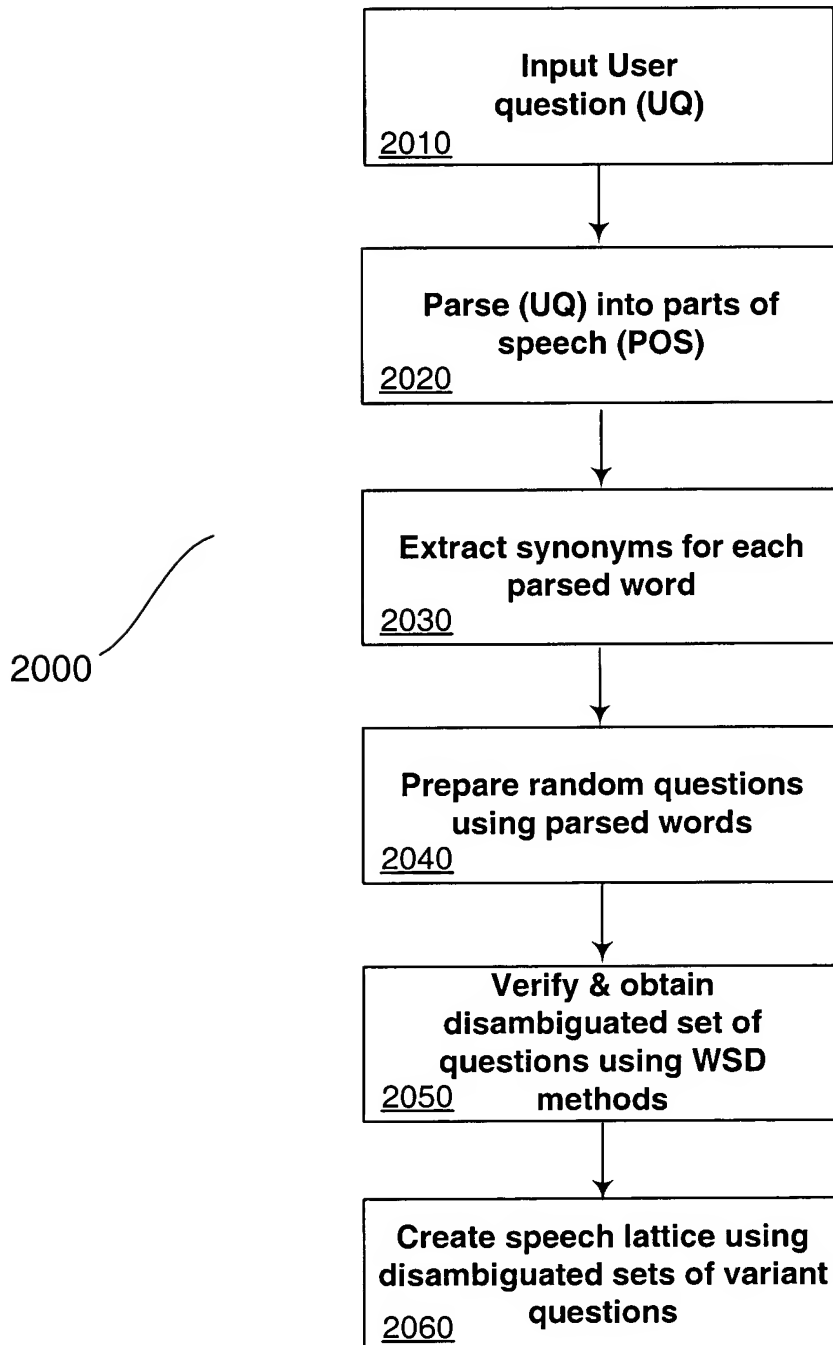 Input User
question (UQ)
2010
Parse (UQ) into parts of
speech (POS)
2020
Extract synonyms for each
parsed word
2030
2000
Prepare random questions
using parsed words
2040
Verify & obtain
disambiguated set of
questions using WSD
methods
2050
Create speech lattice using
disambiguated sets of variant
questions
2060